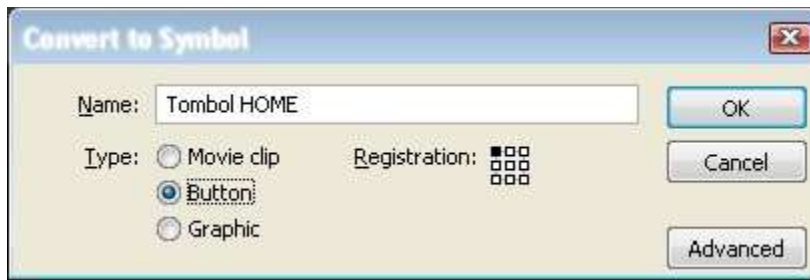 Convert to Symbol
Name: Tombol HOME
OK
Type: Movie clip
Registration:
Cancel
Button
Graphic
Advanced